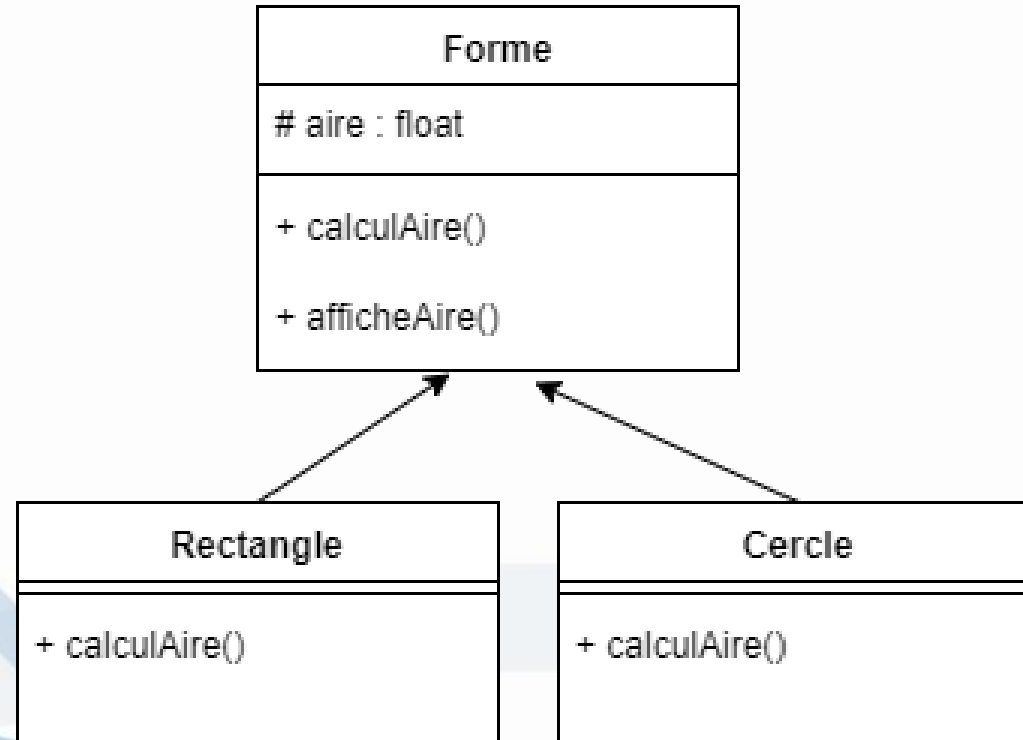 Forme
# aire : float
+ calculAire()
+ afficheAire()
Rectangle
+ calculAire()
Cercle
+ calculAire()